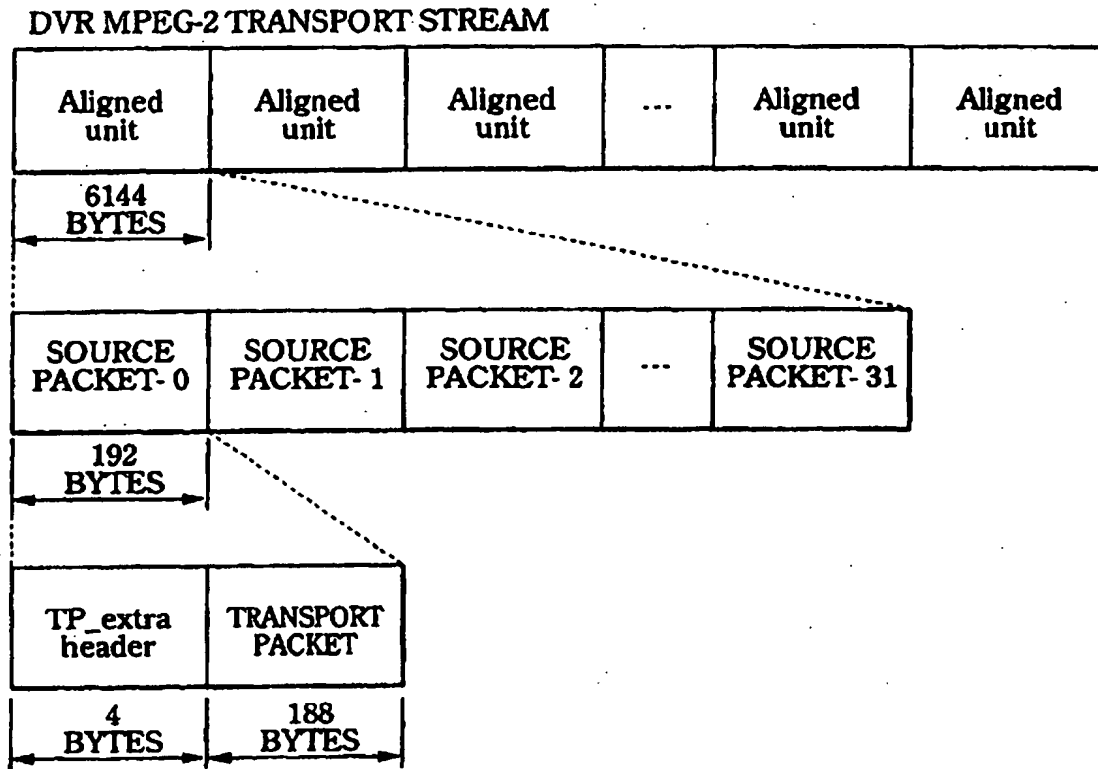 DVR MPEG-2 TRANSPORT STREAM
Aligned unit
Aligned unit
Aligned unit
---
Aligned unit
Aligned unit
6144 BYTES
SOURCE PACKET- 0
SOURCE PACKET- 1
SOURCE PACKET- 2
---
SOURCE PACKET- 31
192 BYTES
TP_extra header
TRANSPORT PACKET
4 BYTES
188 BYTES